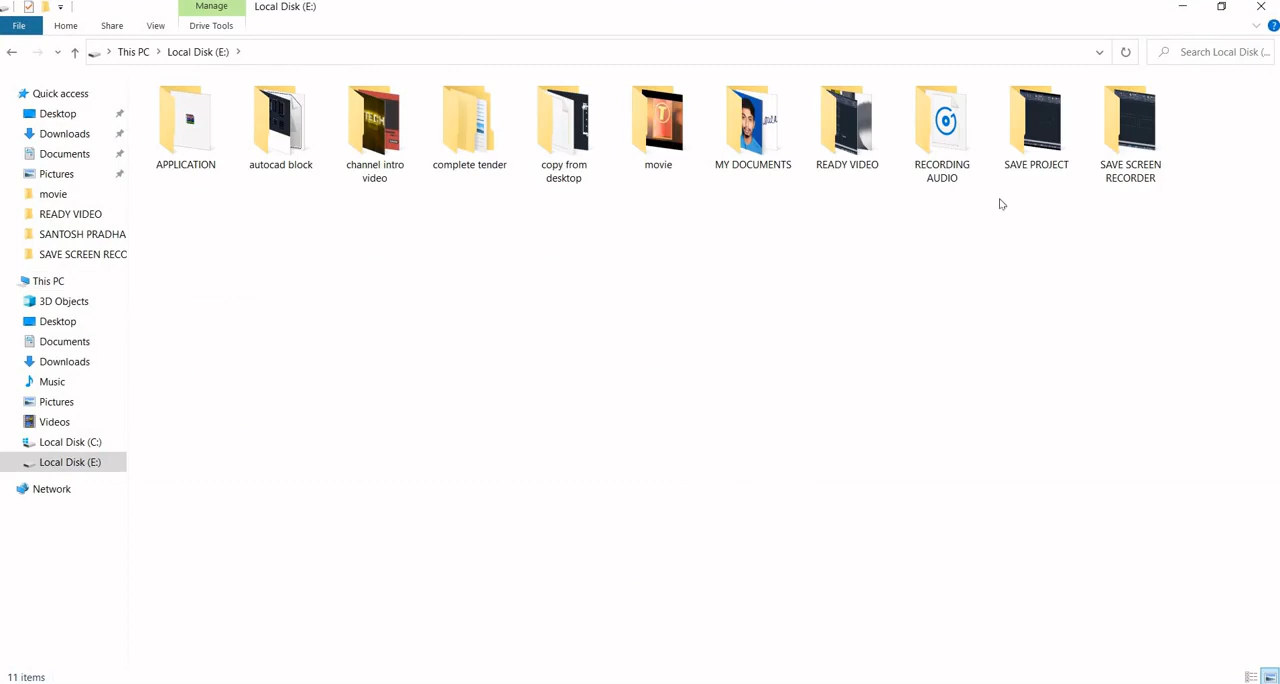 Manage
Local Disk (E:)
File
Home
Share
View
Drive Tools
This PC
Local Disk (E:)
Search Local Disk (...
Quick access
Desktop
Downloads
Documents
Pictures
movie
READY VIDEO
SANTOSH PRADHA
SAVE SCREEN RECO
This PC
3D Objects
Desktop
Documents
Downloads
Music
Pictures
Videos
Local Disk (C:)
Local Disk (E:)
Network
APPLICATION
autocad block
channel intro
video
complete tender
copy from
desktop
movie
MY DOCUMENTS
READY VIDEO
RECORDING
AUDIO
SAVE PROJECT
SAVE SCREEN
RECORDER
TECH
11 items